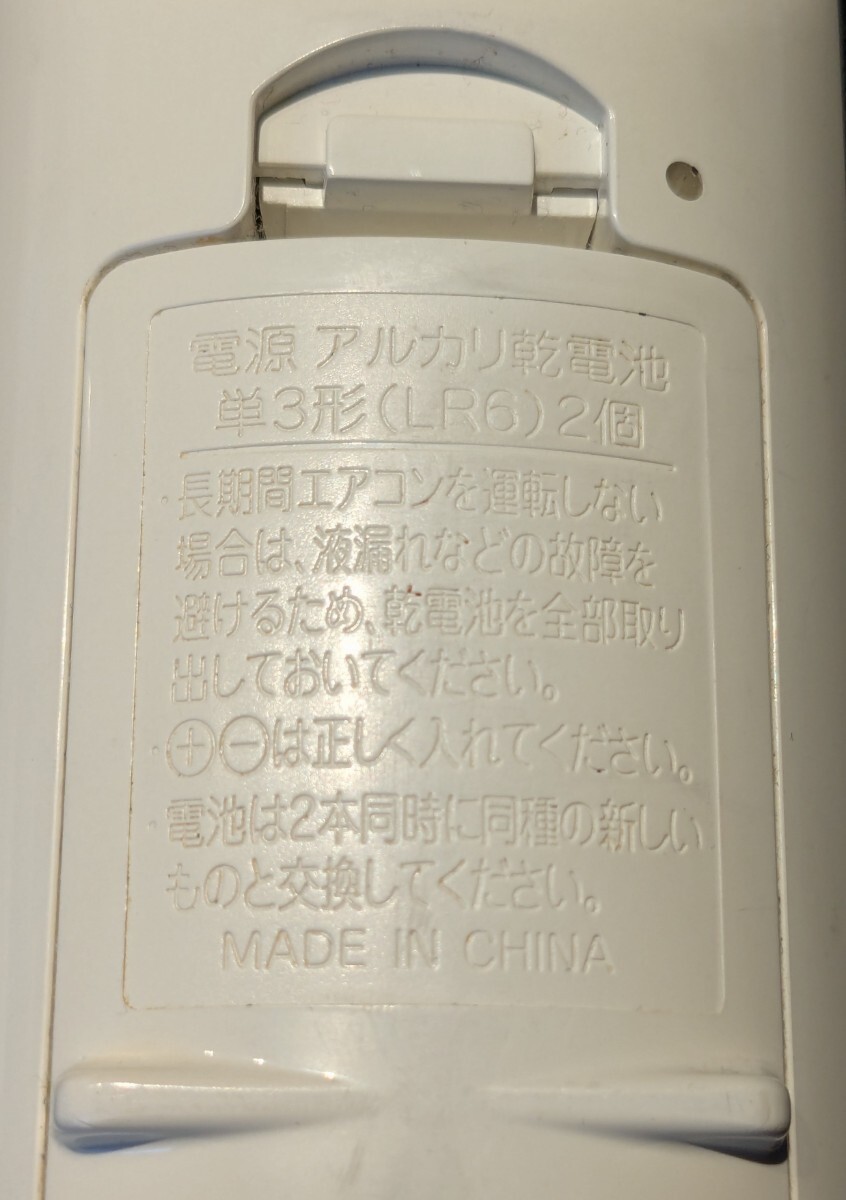 電源 アルカリ乾電池
単3形(LR6)2個
・長期間エアコンを運転しない
場合は、液漏れなどの故障を
避けるため、乾電池を全部取り
出しておいてください。
・⊕⊖は正しく入れてください。
・電池は2本同時に同種の新しい
ものと交換してください。
MADE IN CHINA